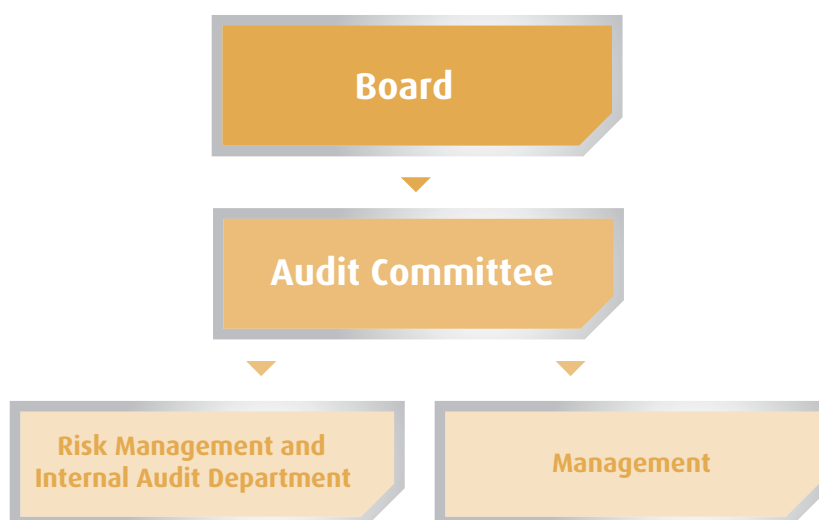 Board
Audit Committee
Risk Management and
Internal Audit Department
Management